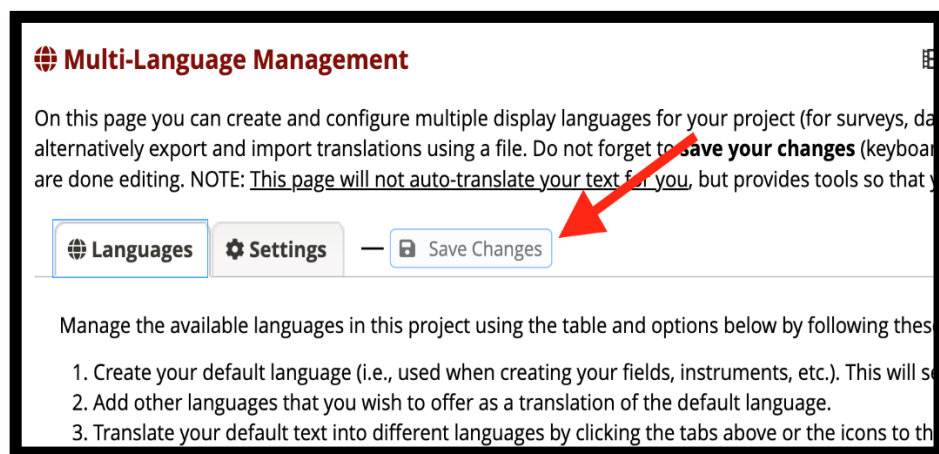 Multi-Language Management
On this page you can create and configure multiple display languages for your project (for surveys, da
alternatively export and import translations using a file. Do not forget to save your changes (keyboar
are done editing. NOTE: This page will not auto-translate your text for you, but provides tools so that
Languages Settings — Save Changes
Manage the available languages in this project using the table and options below by following thes
1. Create your default language (i.e., used when creating your fields, instruments, etc.). This will se
2. Add other languages that you wish to offer as a translation of the default language.
3. Translate your default text into different languages by clicking the tabs above or the icons to th